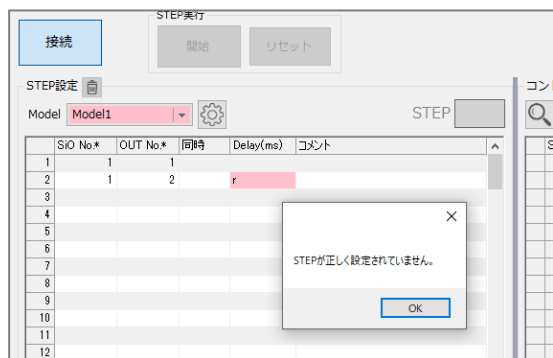 STEP実行
接続
開始
リセット
STEP設定
コント
Model Model1
STEP
SiO No.* OUT No.* 同時 Delay(ms) コメント
S
1 1 1
2 1 2 r
3
4
5
6
7
8
9
10
11
12
STEPが正しく設定されていません。
OK